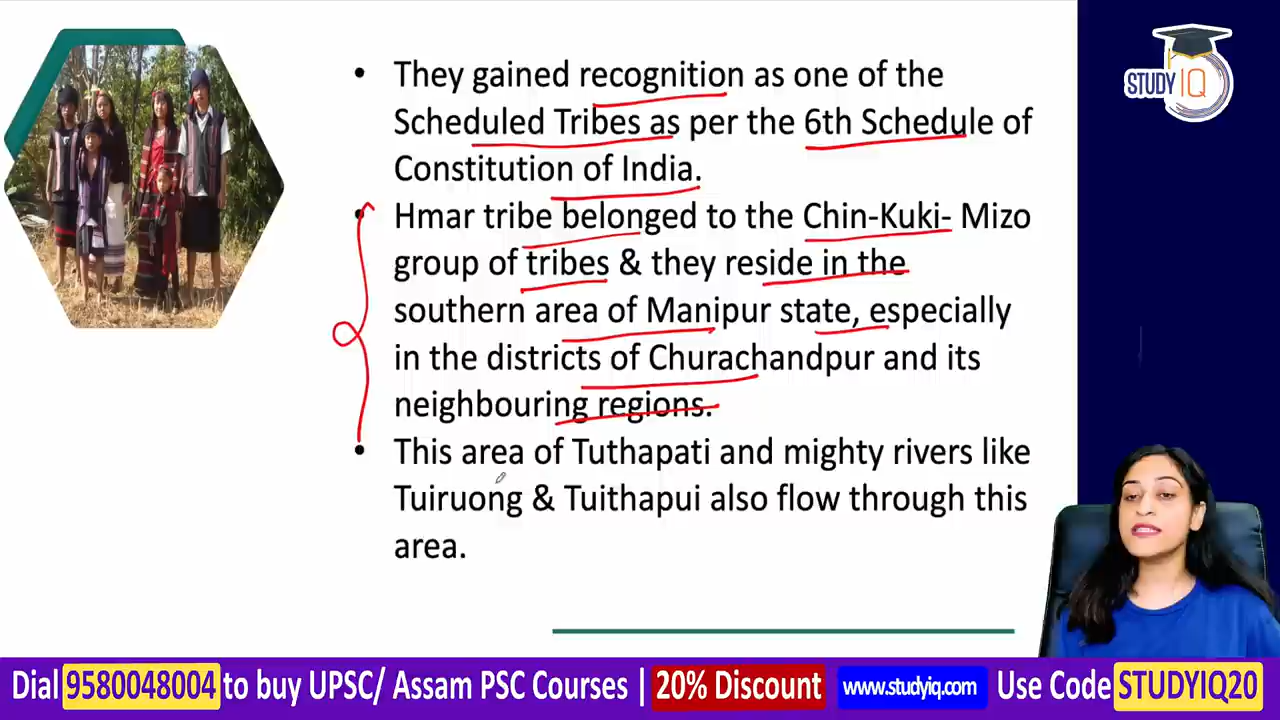 • They gained recognition as one of the
Scheduled Tribes as per the 6th Schedule of
Constitution of India.
• Hmar tribe belonged to the Chin-Kuki- Mizo
group of tribes & they reside in the
southern area of Manipur state, especially
in the districts of Churachandpur and its
neighbouring regions.
• This area of Tuthapati and mighty rivers like
Tuiruong & Tuithapui also flow through this
area.
STUDY IQ
Dial 9580048004 to buy UPSC/ Assam PSC Courses | 20% Discount www.studyiq.com Use Code STUDYIQ20